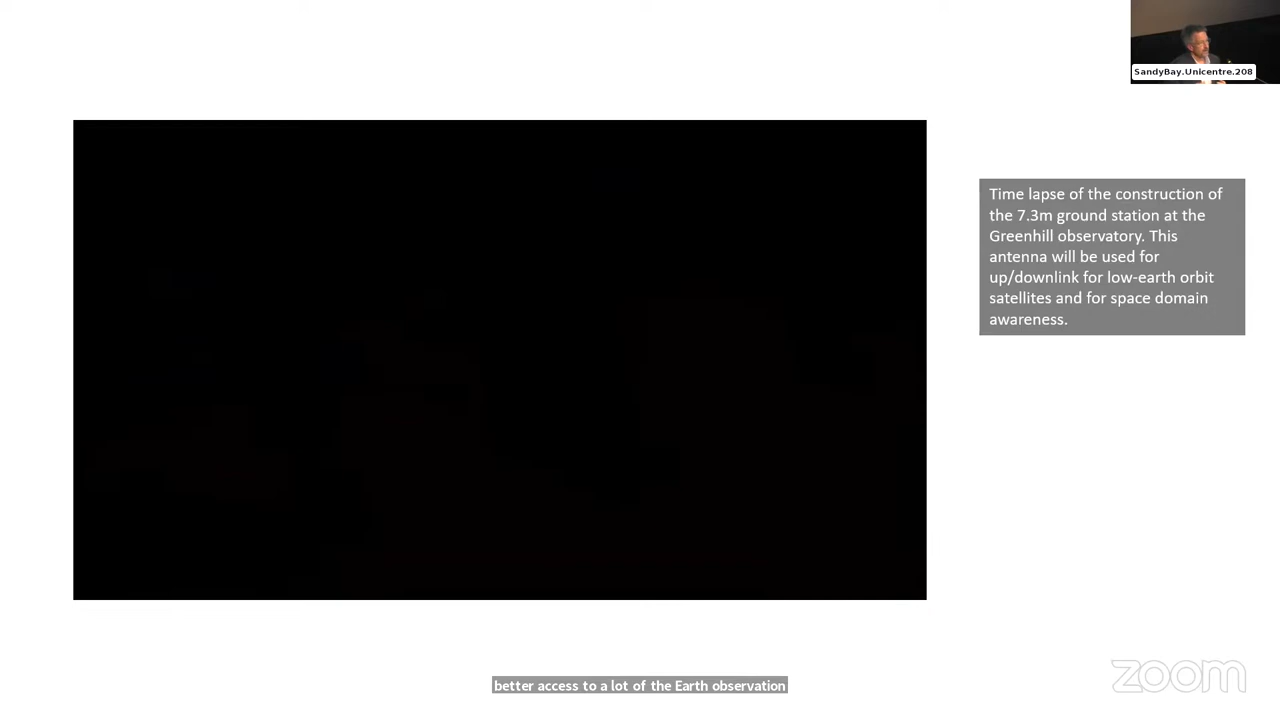 SandyBay.Unicentre.208
Time lapse of the construction of
the 7.3m ground station at the
Greenhill observatory. This
antenna will be used for
up/downlink for low-earth orbit
satellites and for space domain
awareness.
better access to a lot of the Earth observation
zoom